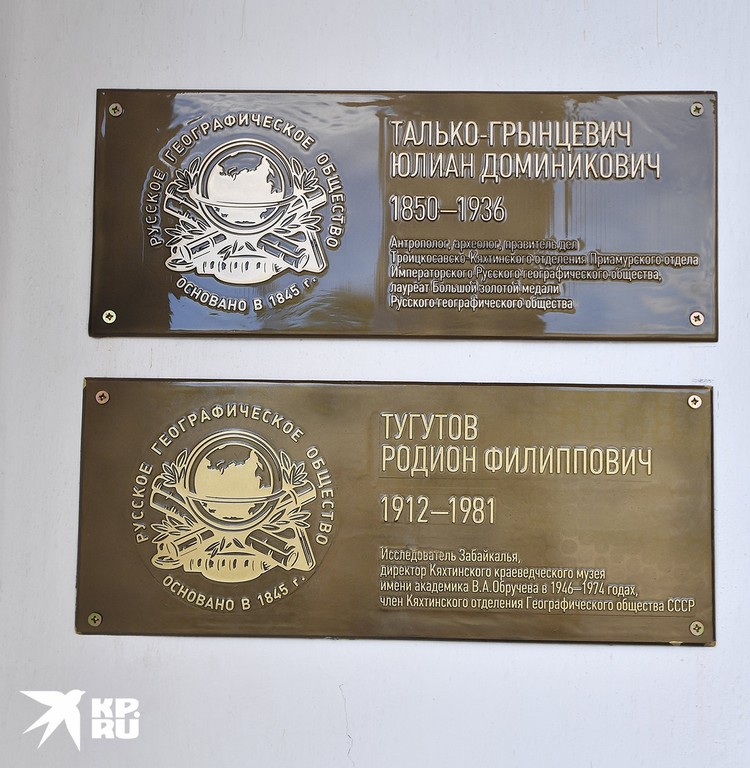 РУССКОЕ ГЕОГРАФИЧЕСКОЕ ОБЩЕСТВО
ОСНОВАНО В 1845 г.
ТАЛЬКО-ГРЫНЦЕВИЧ
ЮЛИАН ДОМИНИКОВИЧ
1850–1936
Антрополог, археолог, правитель дел
Троицкосавско-Кяхтинского отделения Приамурского отдела
Императорского Русского географического общества,
лауреат Большой золотой медали
Русского географического общества
РУССКОЕ ГЕОГРАФИЧЕСКОЕ ОБЩЕСТВО
ОСНОВАНО В 1845 г.
ТУГУТОВ
РОДИОН ФИЛИППОВИЧ
1912–1981
Исследователь Забайкалья,
директор Кяхтинского краеведческого музея
имени академика В.А.Обручева в 1946–1974 годах,
член Кяхтинского отделения Географического общества СССР
KP.
RU